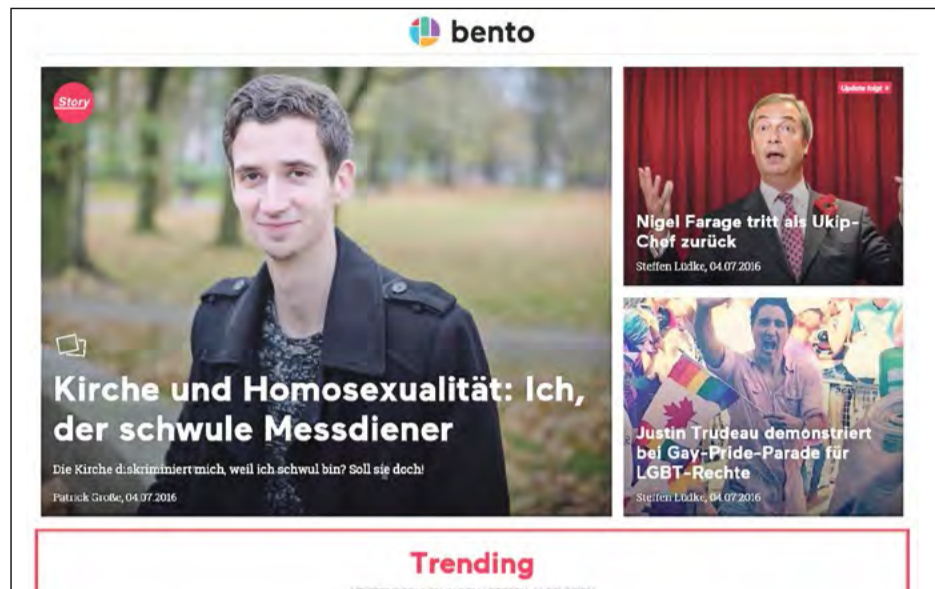 bento
Story
Kirche und Homosexualität: Ich,
der schwule Messdiener
Die Kirche diskriminiert mich, weil ich schwul bin? Soll sie doch!
Patrick Große, 04.07.2016
Update folgt
Nigel Farage tritt als Ukip-
Chef zurück
Steffen Lüdke, 04.07.2016
Justin Trudeau demonstriert
bei Gay-Pride-Parade für
LGBT-Rechte
Steffen Lüdke, 04.07.2016
Trending